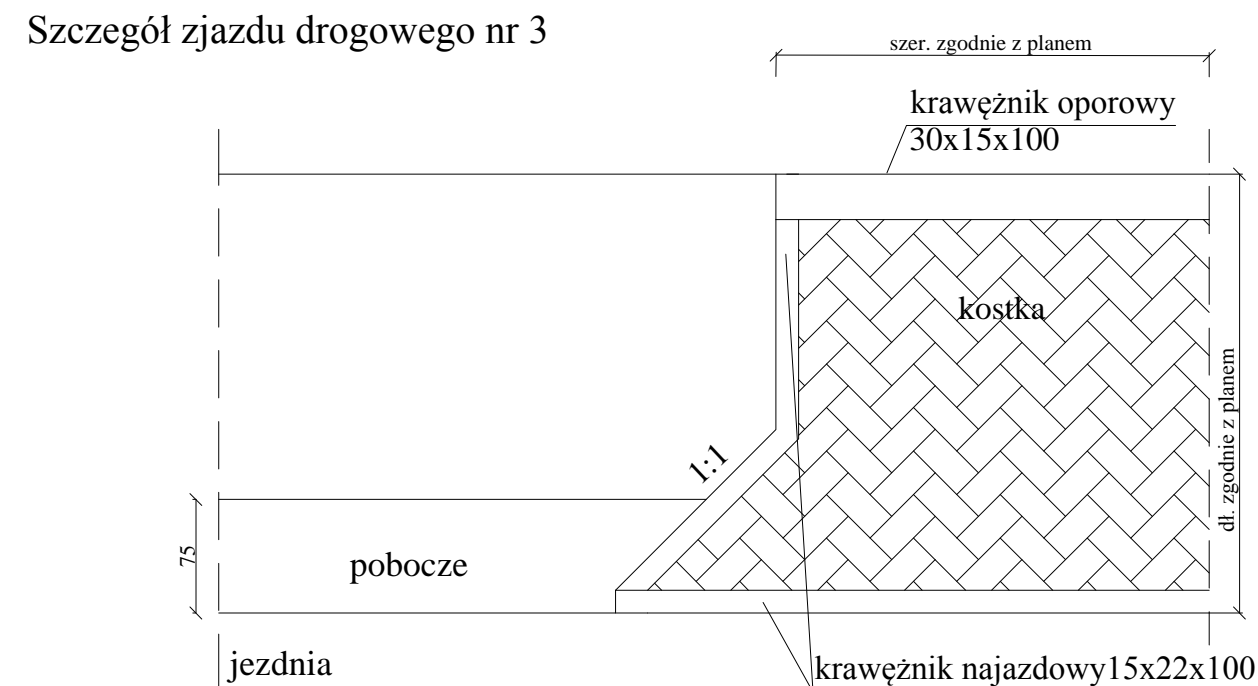 Szczegół zjazdu drogowego nr 3
szer. zgodnie z planem
krawężnik oporowy
30x15x100
kostka
dł. zgodnie z planem
1:1
75
pobocze
jezdnia
krawężnik najazdowy15x22x100